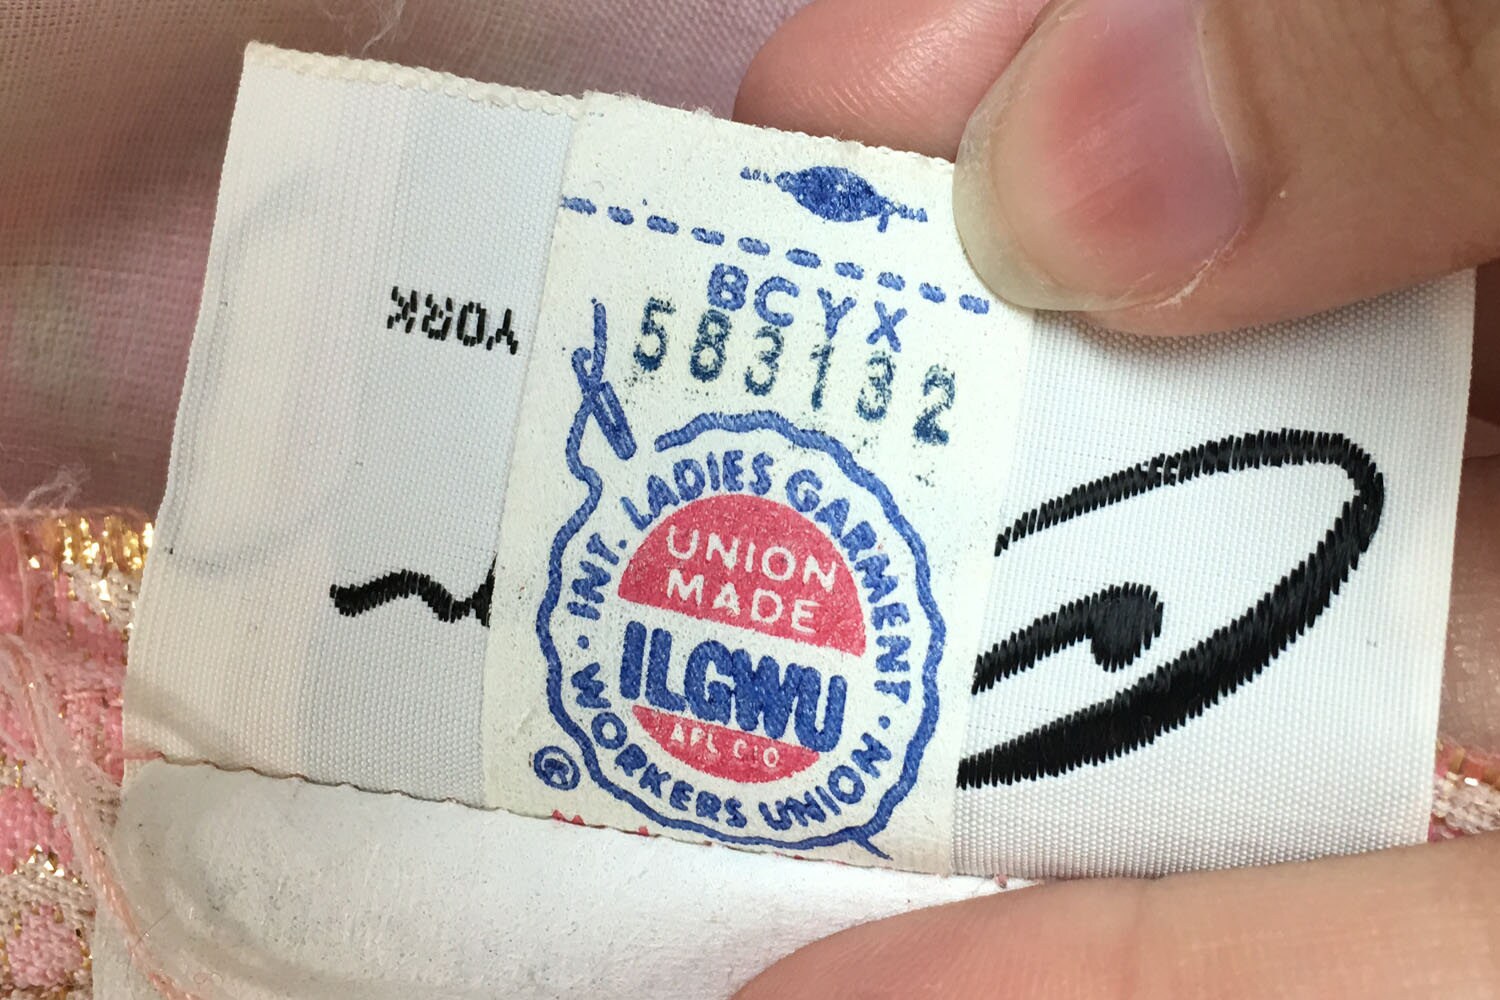 BCYX
583132
YORK
INT. LADIES GARMENT
UNION
MADE
ILGWU
AFL CIO
· WORKERS UNION ·
®